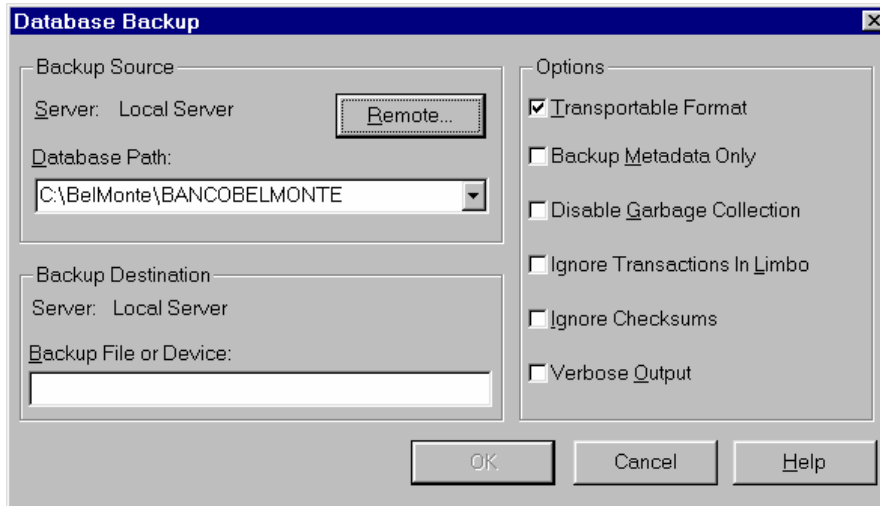 Database Backup
Backup Source
Server: Local Server
Remote...
Database Path:
C:\BelMonte\BANCOBELMONTE
Backup Destination
Server: Local Server
Backup File or Device:
Options
Transportable Format
Backup Metadata Only
Disable Garbage Collection
Ignore Transactions In Limbo
Ignore Checksums
Verbose Output
OK
Cancel
Help